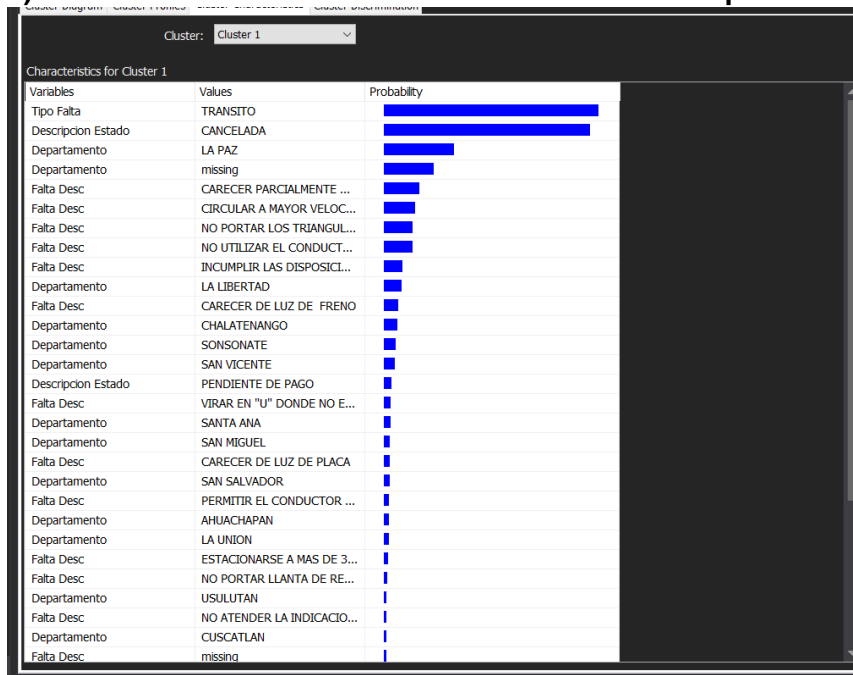 Cluster Diagram Cluster Profiles Cluster Characteristics Cluster Discrimination
Cluster: Cluster 1
Characteristics for Cluster 1
Variables Values Probability
Tipo Falta TRANSITO
Descripcion Estado CANCELADA
Departamento LA PAZ
Departamento missing
Falta Desc CARECER PARCIALMENTE ...
Falta Desc CIRCULAR A MAYOR VELOC...
Falta Desc NO PORTAR LOS TRIANGUL...
Falta Desc NO UTILIZAR EL CONDUCT...
Falta Desc INCUMPLIR LAS DISPOSICI...
Departamento LA LIBERTAD
Falta Desc CARECER DE LUZ DE FRENO
Departamento CHALATENANGO
Departamento SONSONATE
Departamento SAN VICENTE
Descripcion Estado PENDIENTE DE PAGO
Falta Desc VIRAR EN "U" DONDE NO E...
Departamento SANTA ANA
Departamento SAN MIGUEL
Falta Desc CARECER DE LUZ DE PLACA
Departamento SAN SALVADOR
Falta Desc PERMITIR EL CONDUCTOR ...
Departamento AHUACHAPAN
Departamento LA UNION
Falta Desc ESTACIONARSE A MAS DE 3...
Falta Desc NO PORTAR LLANTA DE RE...
Departamento USULUTAN
Falta Desc NO ATENDER LA INDICACIO...
Departamento CUSCATLAN
Falta Desc missing